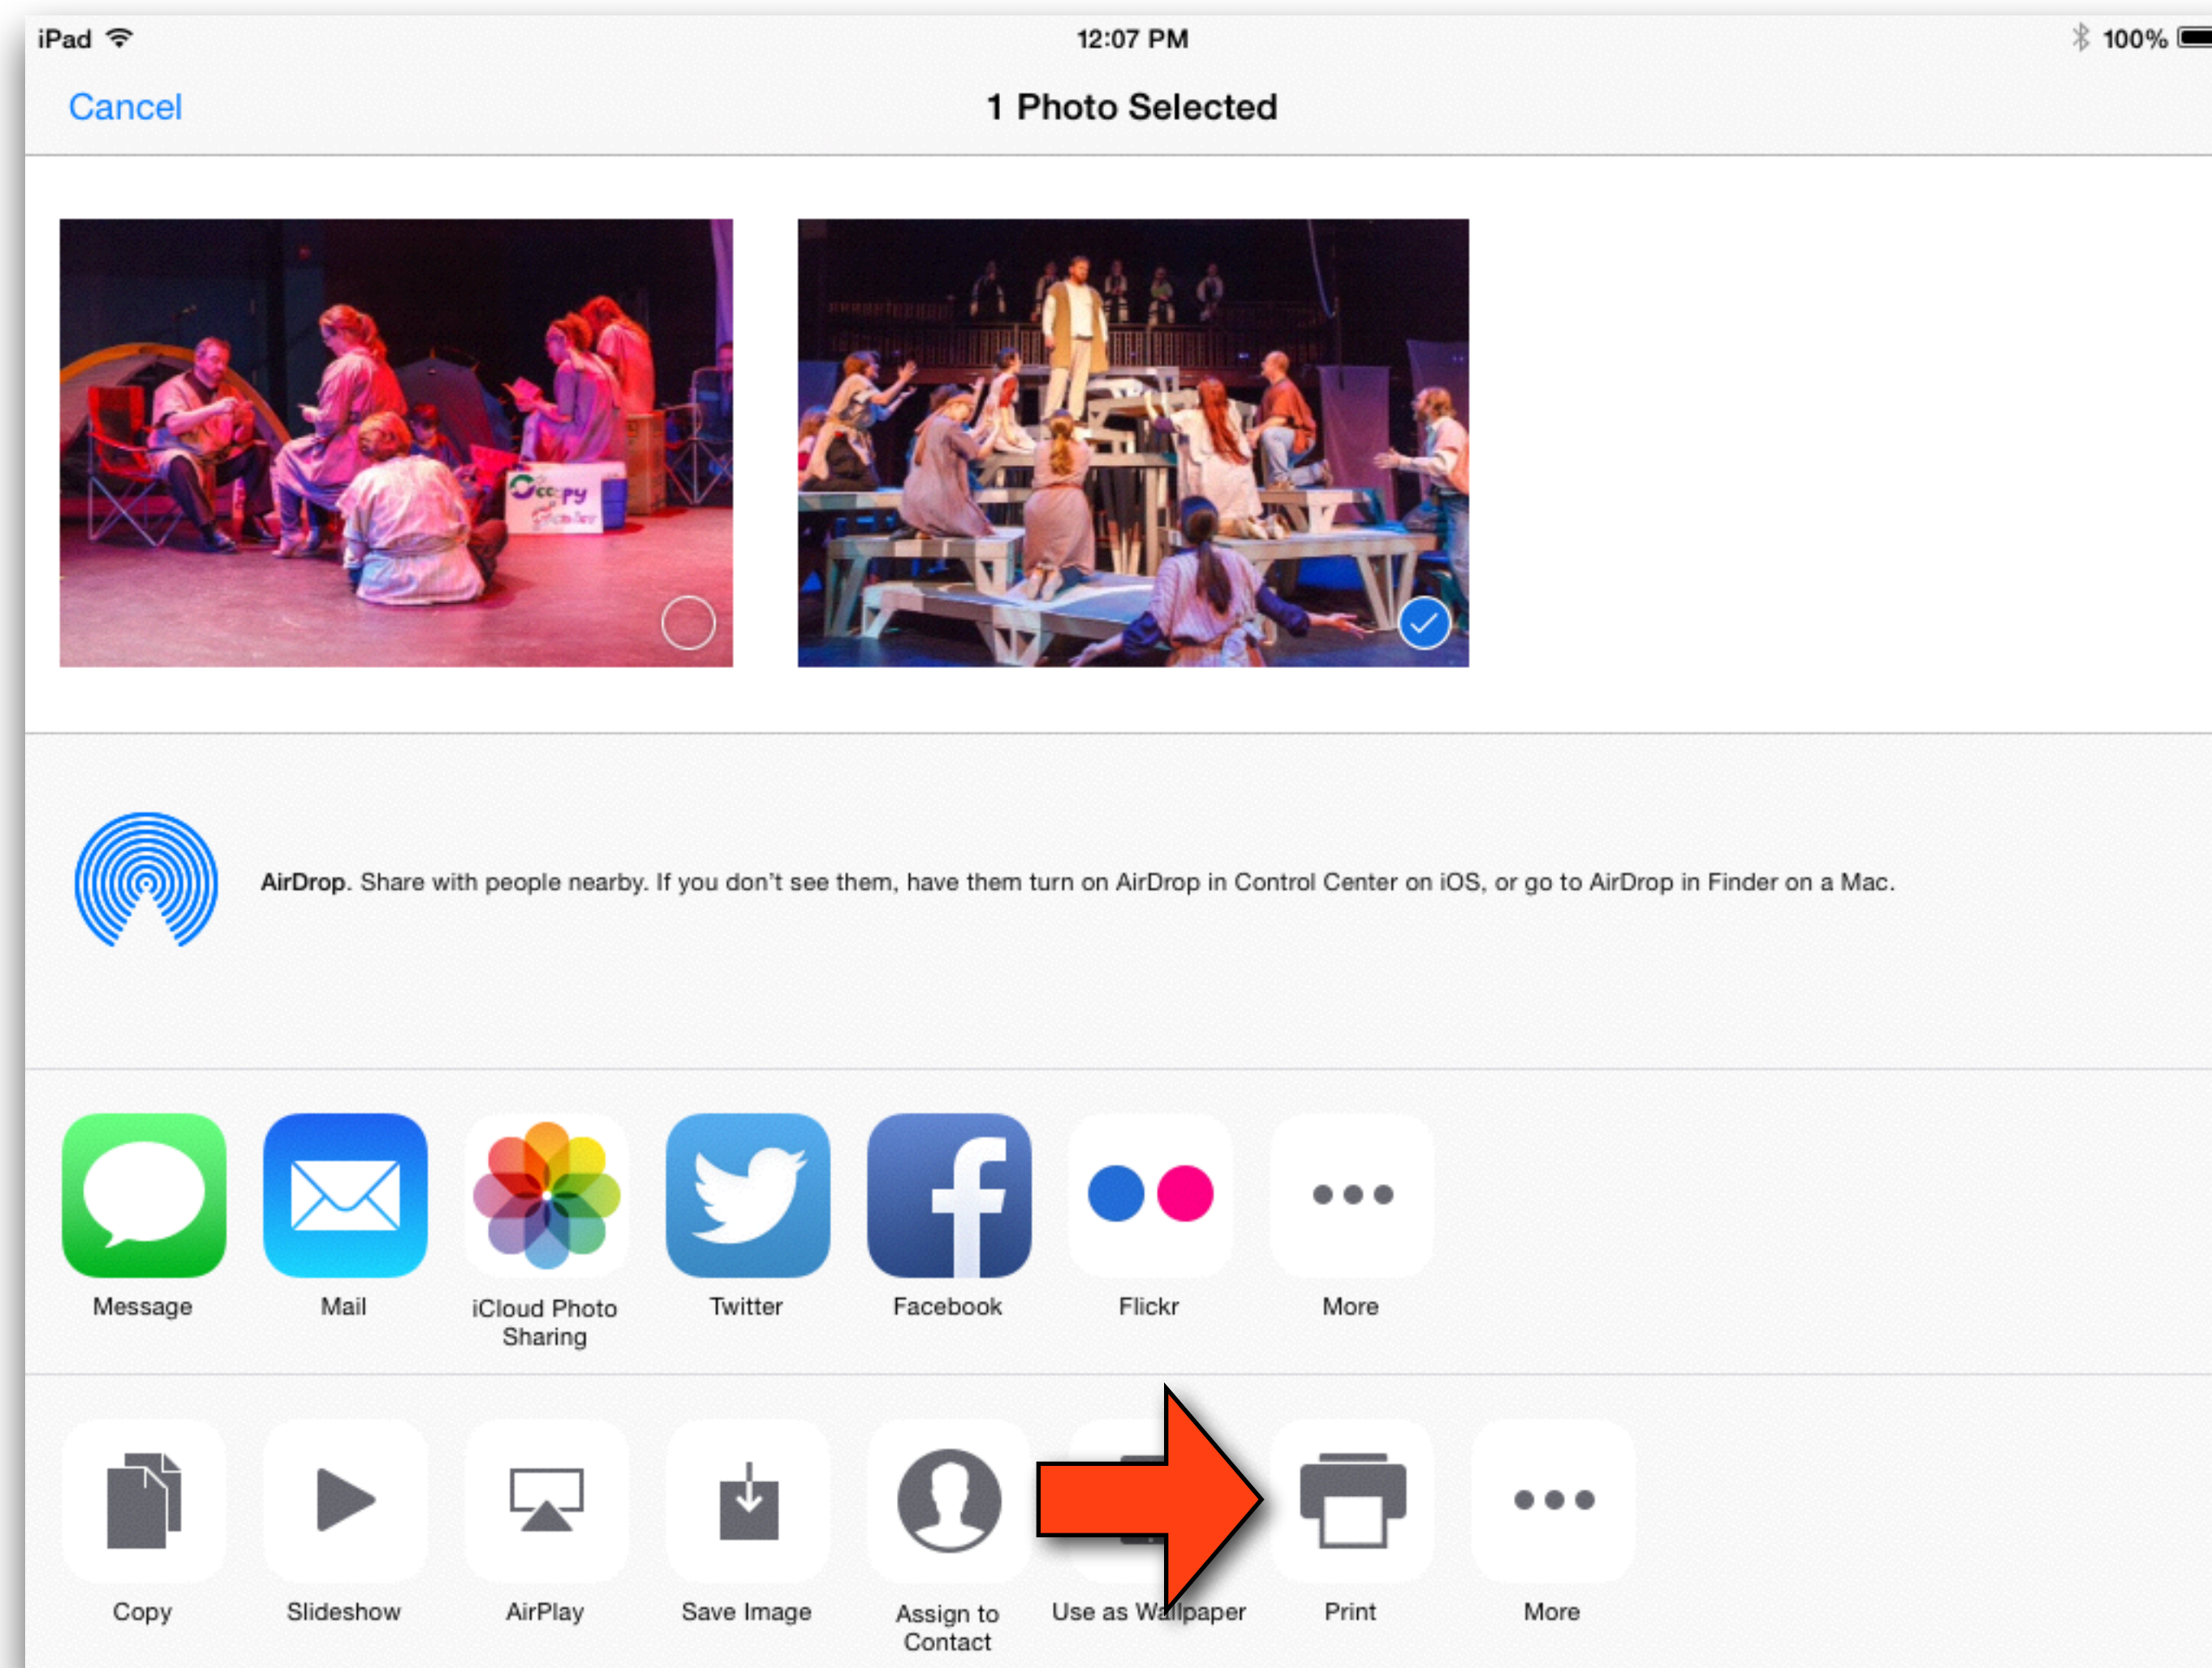 iPad
12:07 PM
100%
Cancel
1 Photo Selected
AirDrop. Share with people nearby. If you don't see them, have them turn on AirDrop in Control Center on iOS, or go to AirDrop in Finder on a Mac.
Message
Mail
iCloud Photo
Sharing
Twitter
Facebook
Flickr
More
Copy
Slideshow
AirPlay
Save Image
Assign to
Contact
Use as Wallpaper
Print
More